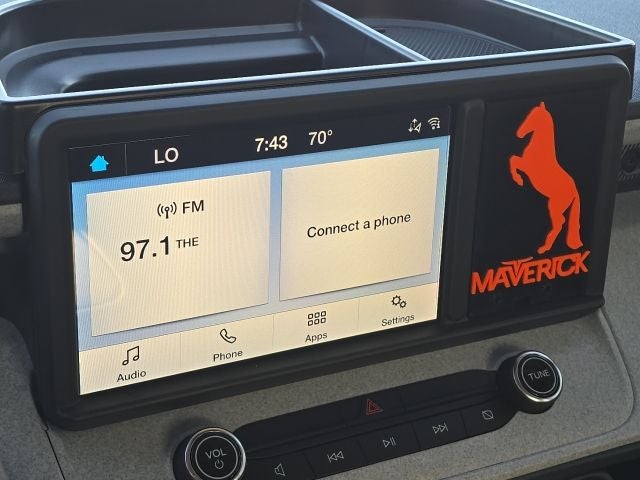 LO 7:43 70°
FM
97.1 THE
Connect a phone
Audio Phone Apps Settings
MAVERICK
VOL
TUNE